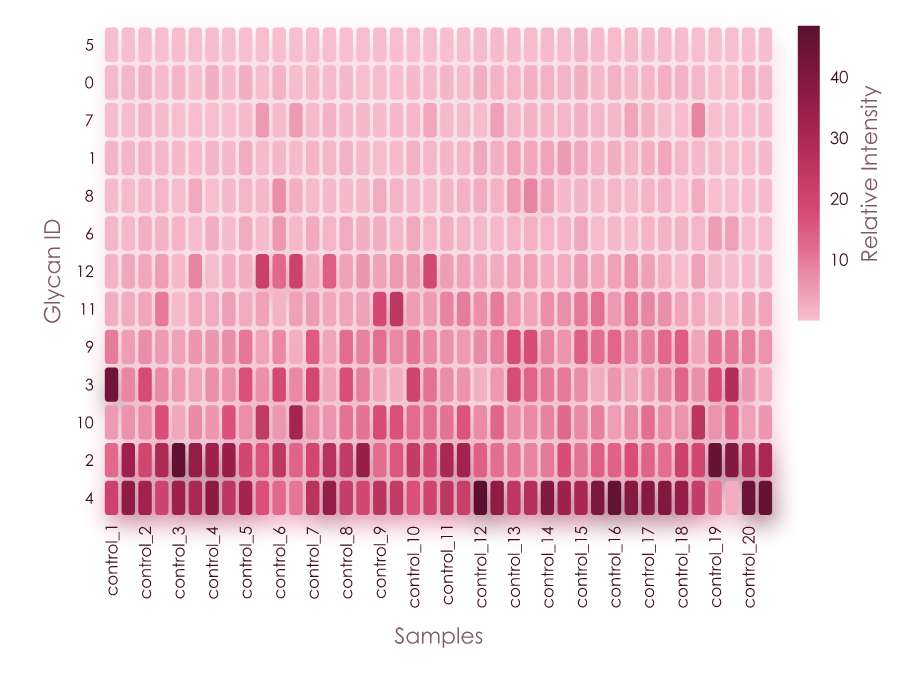 5
0
7
1
8
6
12
11
9
3
10
2
4
Glycan ID
control_1
control_2
control_3
control_4
control_5
control_6
control_7
control_8
control_9
control_10
control_11
control_12
control_13
control_14
control_15
control_16
control_17
control_18
control_19
control_20
Samples
40
30
20
10
Relative Intensity